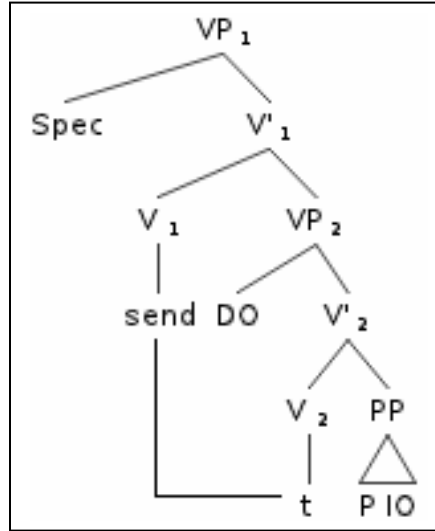 VP 1
Spec V' 1
V 1 VP 2
send DO V' 2
V 2 PP
t P IO